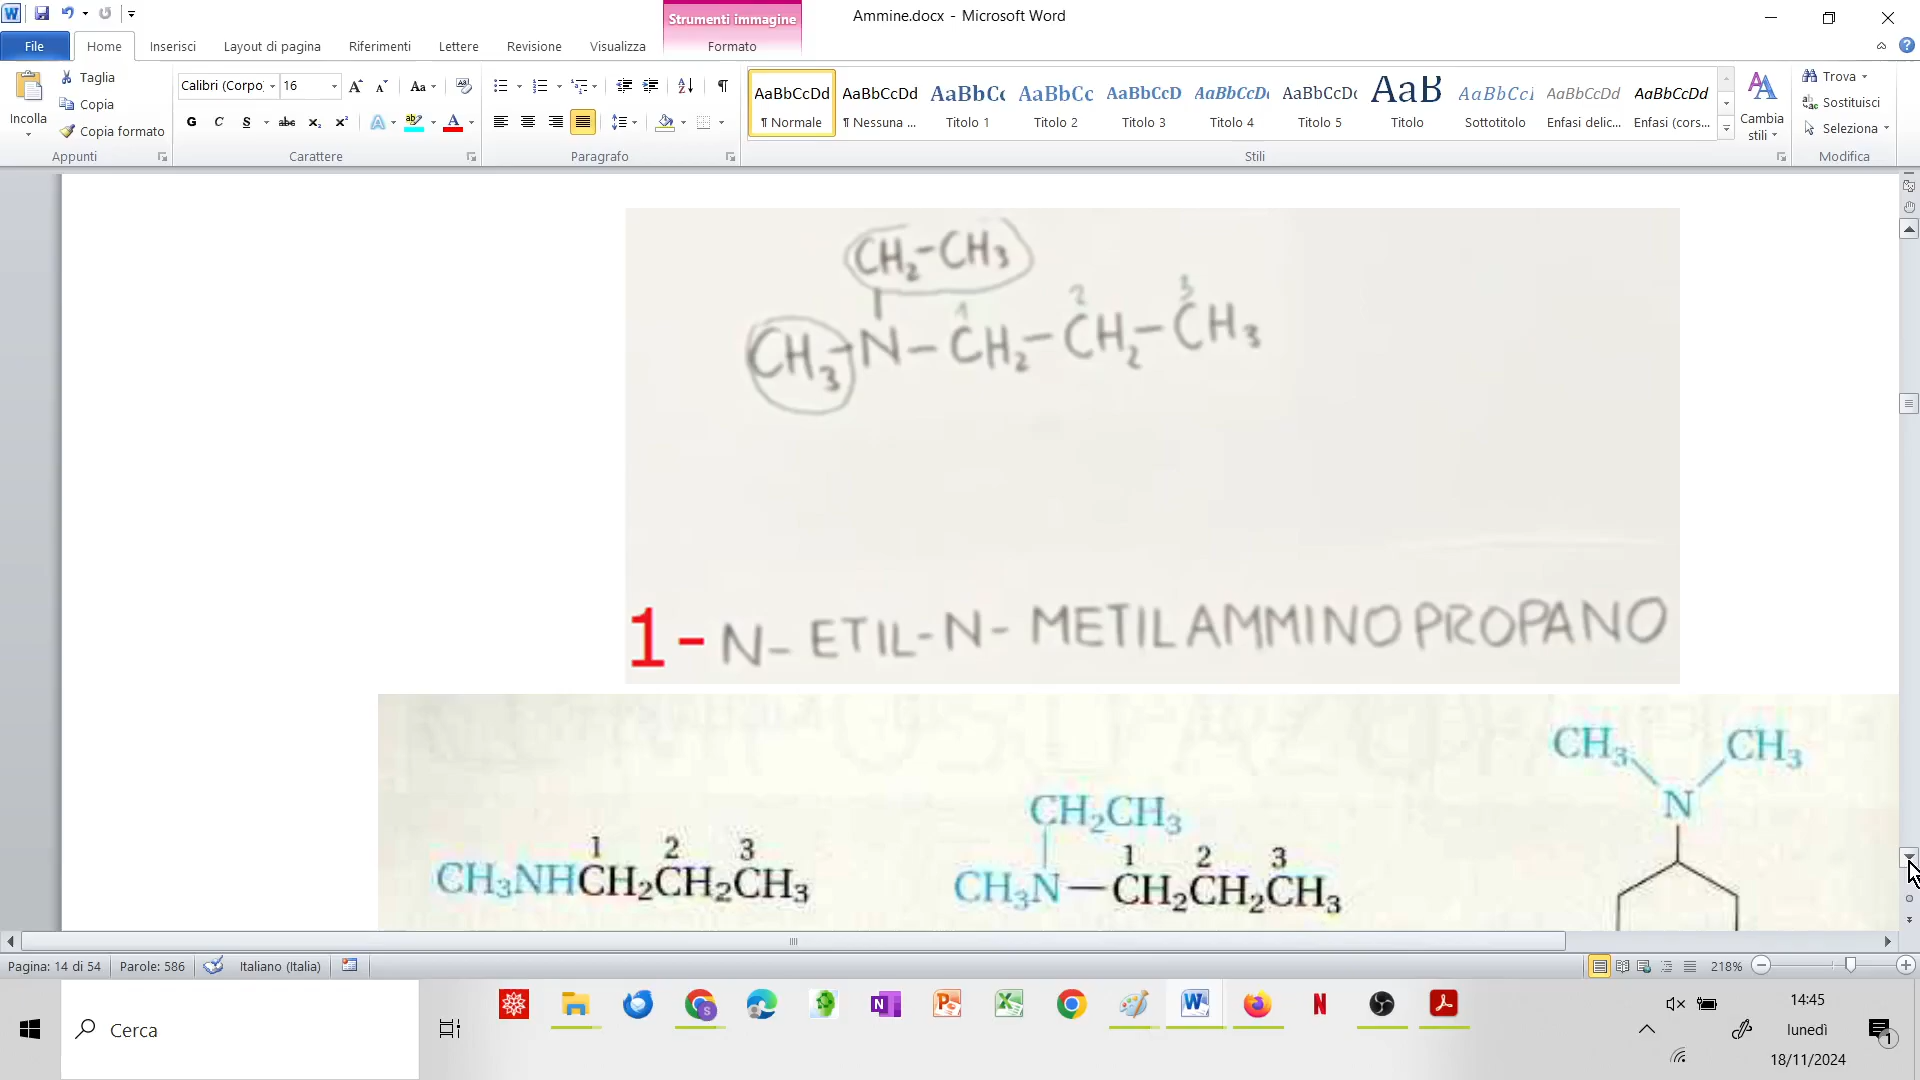 Strumenti immagine
Ammine.docx - Microsoft Word
File Home Inserisci Layout di pagina Riferimenti Lettere Revisione Visualizza Formato
Incolla
Taglia
Copia
Copia formato
Appunti
Calibri (Corpo 16
Carattere
Paragrafo
AaBbCcDd AaBbCcDd AaBbCc AaBbCc AaBbCcD AaBbCcD AaBbCcDc AaB AaBbCcI AaBbCcDd AaBbCcDd
¶ Normale ¶ Nessuna ... Titolo 1 Titolo 2 Titolo 3 Titolo 4 Titolo 5 Titolo Sottotitolo Enfasi delic... Enfasi (cors...
Stili
Cambia
stili
Trova
Sostituisci
Seleziona
Modifica
CH2-CH3
1 2 3
CH3-N-CH2-CH2-CH3
1- N- ETIL-N- METILAMMINOPROPANO
1 2 3
CH3NHCH2CH2CH3
CH2CH3
1 2 3
CH3N—CH2CH2CH3
CH3 CH3
N
Pagina: 14 di 54 Parole: 586 Italiano (Italia) 218%
Cerca
14:45
lunedì
18/11/2024
1